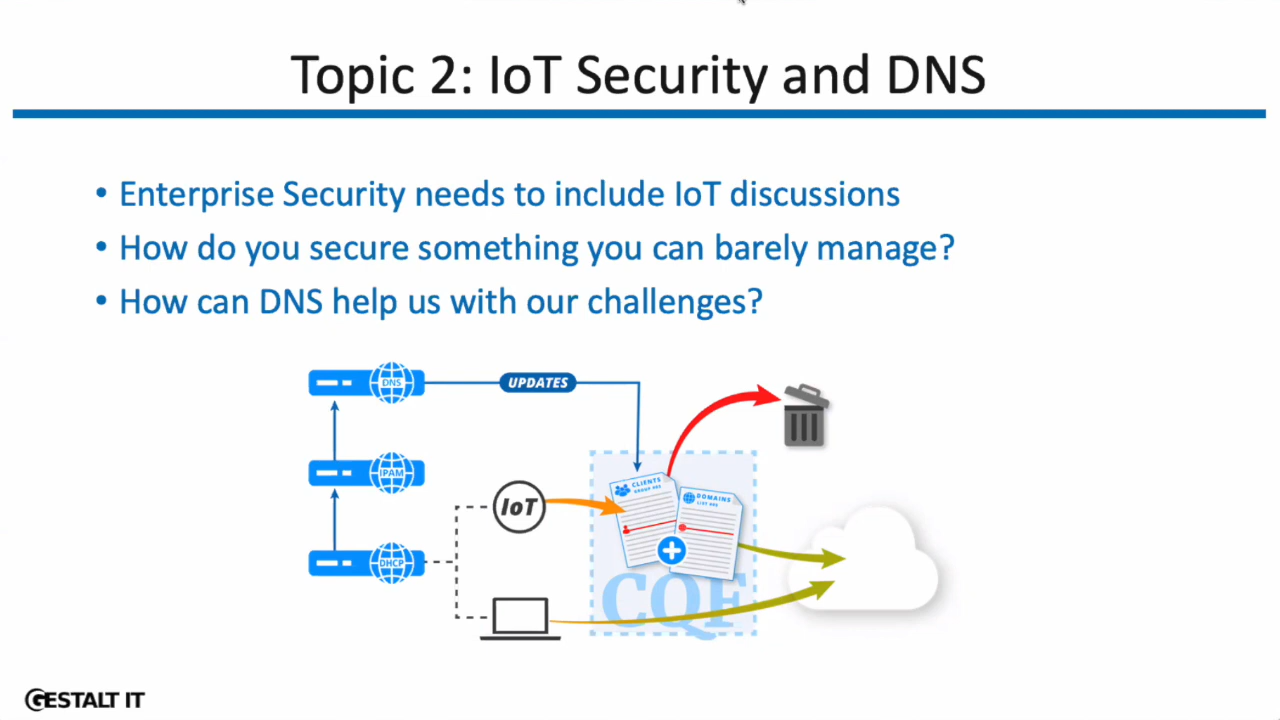 Topic 2: IoT Security and DNS
• Enterprise Security needs to include IoT discussions
• How do you secure something you can barely manage?
• How can DNS help us with our challenges?
DNS
UPDATES
IPAM
CLIENTS
DOMAINS
IoT
DHCP
CQF
GESTALT IT